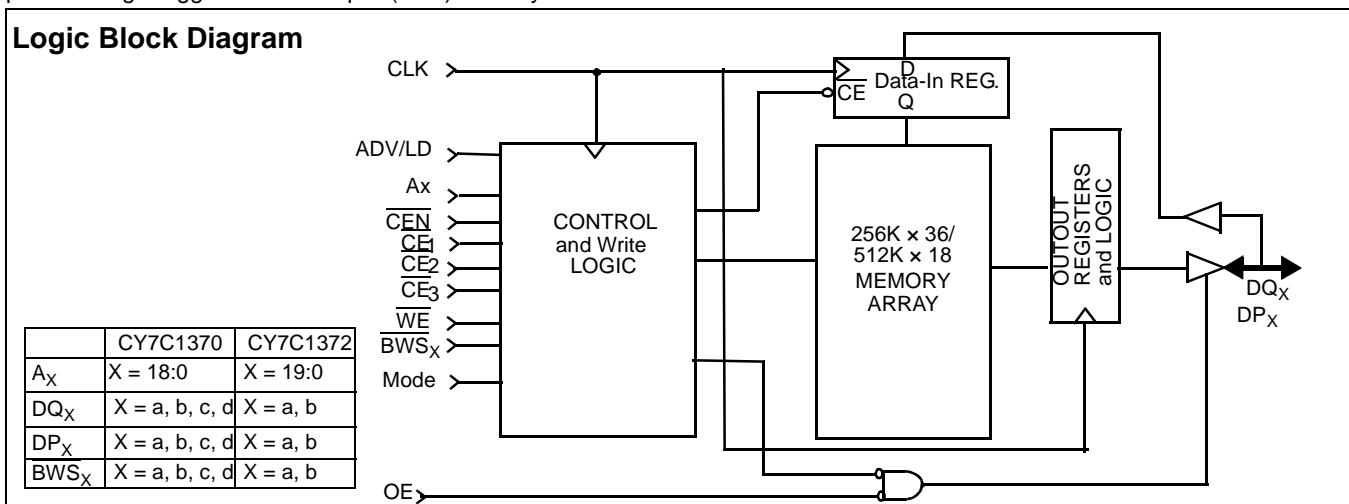 Logic Block Diagram
CLK
D
CE Data-In REG.
Q
ADV/LD
Ax
CEN
CE1
CE2
CE3
WE
BWSX
Mode
OE
CONTROL
and Write
LOGIC
256K × 36/
512K × 18
MEMORY
ARRAY
OUTOUT
REGISTERS
and LOGIC
DQX
DPX
CY7C1370 CY7C1372
AX X = 18:0 X = 19:0
DQX X = a, b, c, d X = a, b
DPX X = a, b, c, d X = a, b
BWSX X = a, b, c, d X = a, b